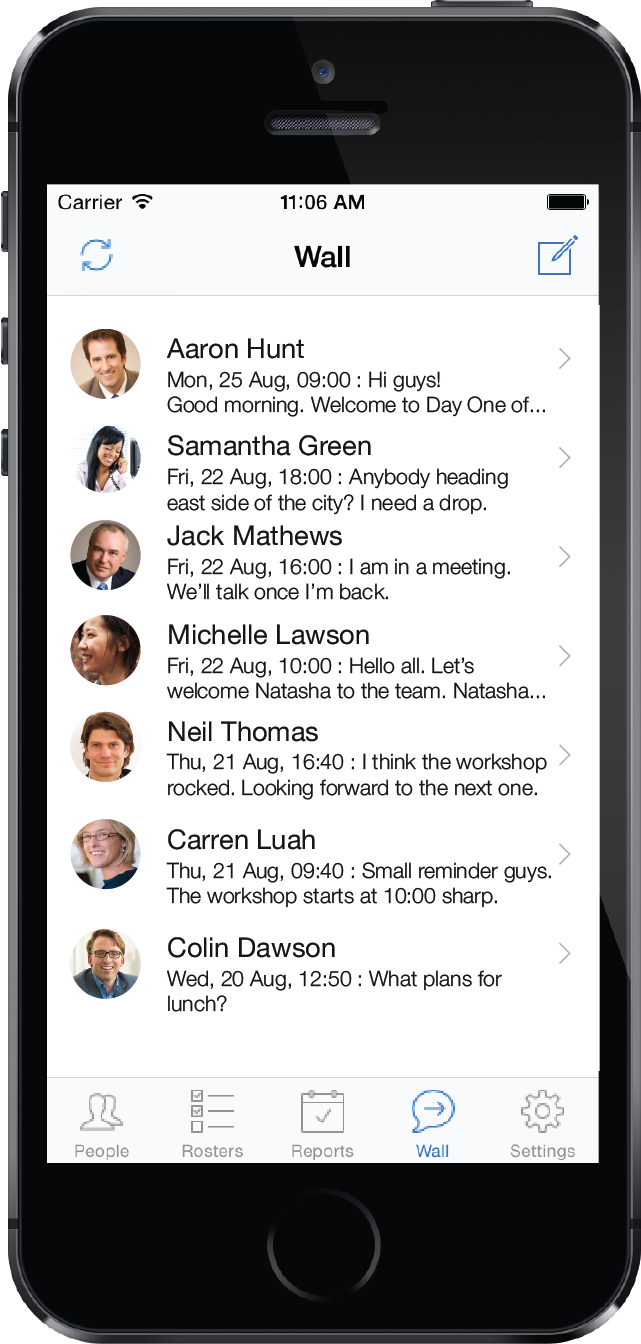 Carrier 11:06 AM
Wall
Aaron Hunt
Mon, 25 Aug, 09:00 : Hi guys!
Good morning. Welcome to Day One of...
Samantha Green
Fri, 22 Aug, 18:00 : Anybody heading
east side of the city? I need a drop.
Jack Mathews
Fri, 22 Aug, 16:00 : I am in a meeting.
We’ll talk once I’m back.
Michelle Lawson
Fri, 22 Aug, 10:00 : Hello all. Let’s
welcome Natasha to the team. Natasha...
Neil Thomas
Thu, 21 Aug, 16:40 : I think the workshop
rocked. Looking forward to the next one.
Carren Luah
Thu, 21 Aug, 09:40 : Small reminder guys.
The workshop starts at 10:00 sharp.
Colin Dawson
Wed, 20 Aug, 12:50 : What plans for
lunch?
People Rosters Reports Wall Settings